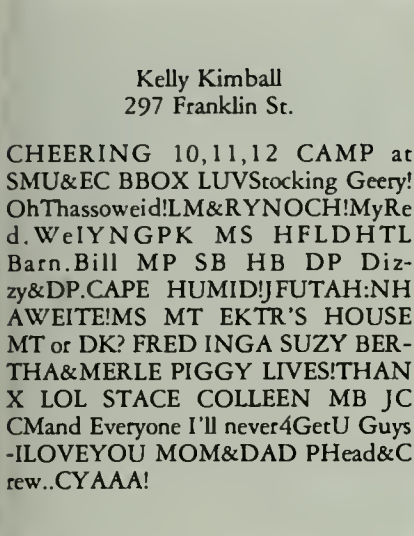 Kelly Kimball
297 Franklin St.
CHEERING 10,11,12 CAMP at
SMU&EC BBOX LUVStocking Geery!
OhThassoweid!LM&RYNOCH!MyRe
d.WelYNGPK MS HFLDHTL
Barn.Bill MP SB HB DP Diz-
zy&DP.CAPE HUMID!JFUTAH:NH
AWEITE!MS MT EKTR'S HOUSE
MT or DK? FRED INGA SUZY BER-
THA&MERLE PIGGY LIVES!THAN
X LOL STACE COLLEEN MB JC
CMand Everyone I'll never4GetU Guys
-ILOVEYOU MOM&DAD PHead&C
rew..CYAAA!